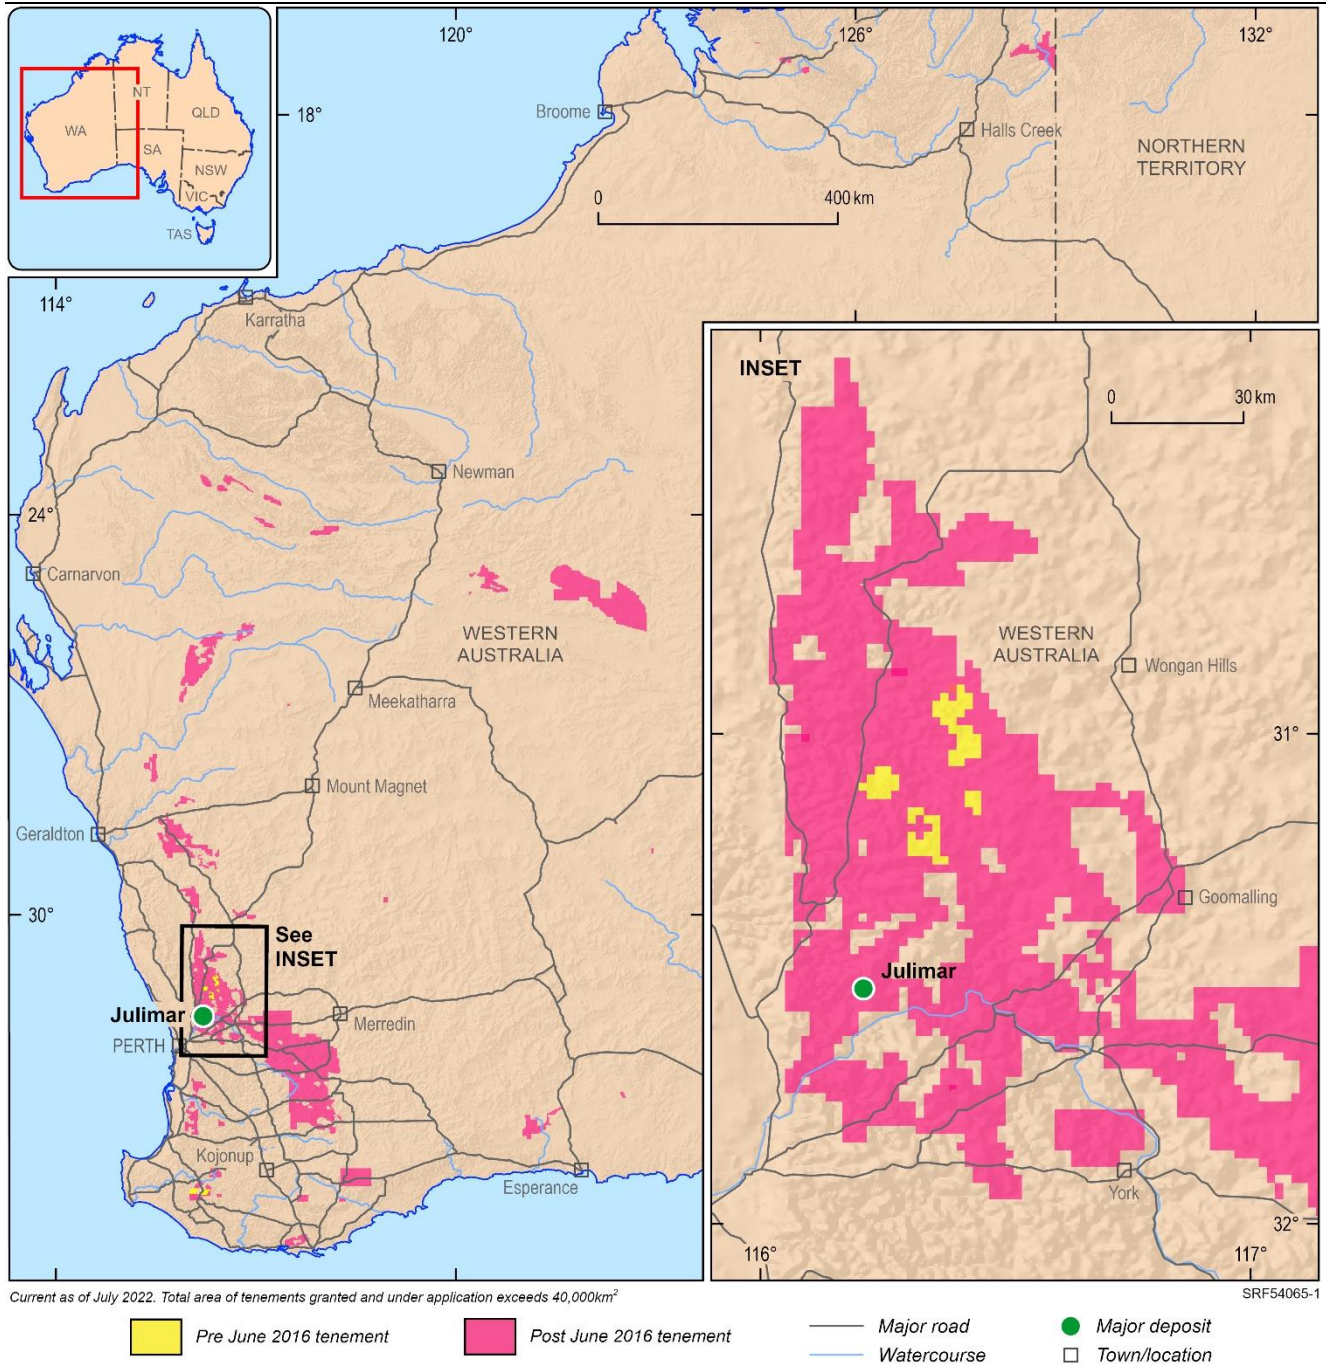 120°
126°
132°
NT
WA
QLD
SA
NSW
VIC
TAS
18°
Broome
Halls Creek
NORTHERN
TERRITORY
0
400 km
114°
Karratha
INSET
0
30 km
Newman
24°
Carnarvon
WESTERN
AUSTRALIA
WESTERN
AUSTRALIA
Wongan Hills
Meekatharra
31°
Mount Magnet
Geraldton
Goomalling
30°
See
INSET
Julimar
Julimar
PERTH
Merredin
Kojonup
Esperance
York
32°
116°
117°
Current as of July 2022. Total area of tenements granted and under application exceeds 40,000km²
SRF54065-1
Pre June 2016 tenement
Post June 2016 tenement
Major road
Watercourse
Major deposit
Town/location